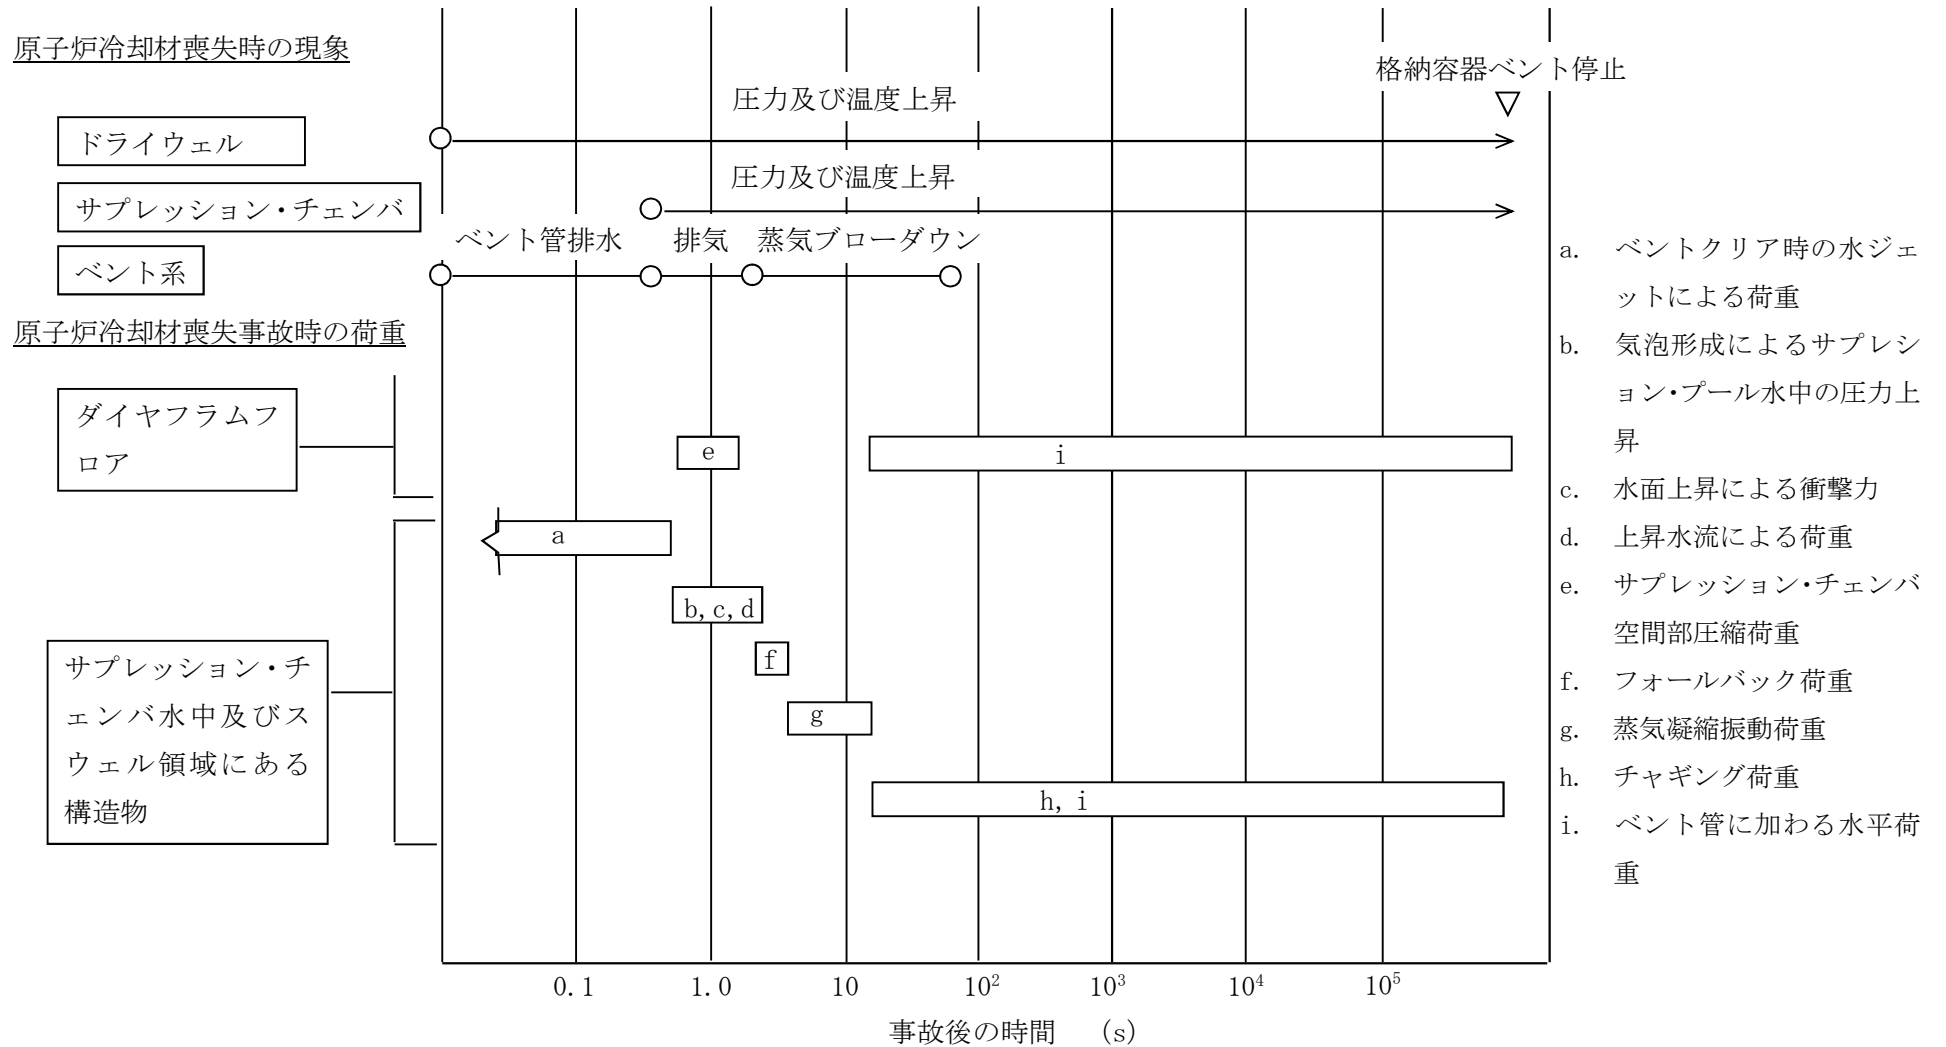 原子炉冷却材喪失時の現象
格納容器ベント停止
圧力及び温度上昇
ドライウェル
圧力及び温度上昇
サプレッション・チェンバ
ベント管排水
排気
蒸気ブローダウン
ベント系
原子炉冷却材喪失事故時の荷重
ダイヤフラムフ
ロア
e
i
a
b,c,d
f
サプレッション・チ
ェンバ水中及びス
ウェル領域にある
構造物
g
h,i
0.1
1.0
10
10²
10³
10⁴
10⁵
事故後の時間 (s)
a. ベントクリア時の水ジェ
ットによる荷重
b. 気泡形成によるサプレシ
ョン・プール水中の圧力上
昇
c. 水面上昇による衝撃力
d. 上昇水流による荷重
e. サプレッション・チェンバ
空間部圧縮荷重
f. フォールバック荷重
g. 蒸気凝縮振動荷重
h. チャギング荷重
i. ベント管に加わる水平荷
重